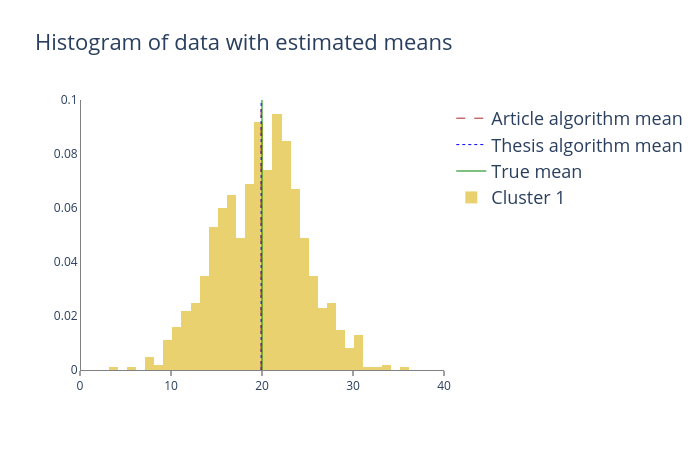 Histogram of data with estimated means
0.1
0.08
0.06
0.04
0.02
0
0 10 20 30 40
Article algorithm mean
Thesis algorithm mean
True mean
Cluster 1